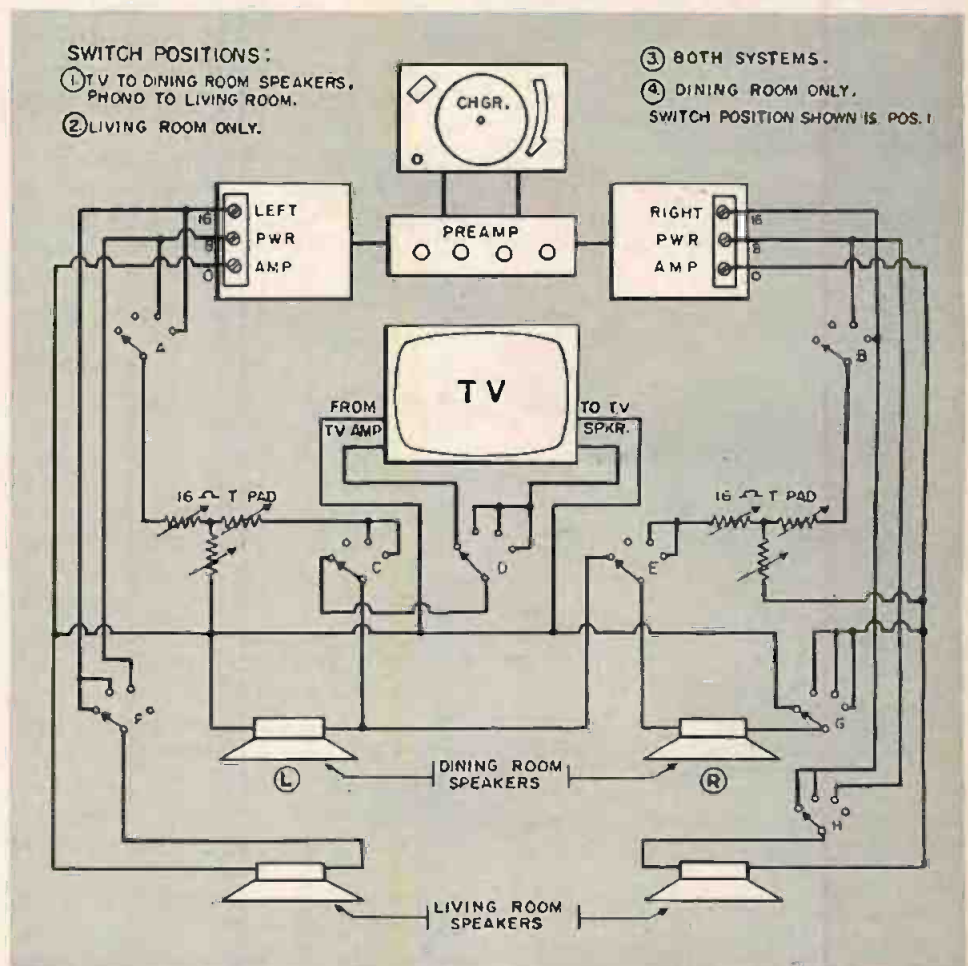 SWITCH POSITIONS:
① TV TO DINING ROOM SPEAKERS,
PHONO TO LIVING ROOM.
② LIVING ROOM ONLY.
③ BOTH SYSTEMS.
④ DINING ROOM ONLY.
SWITCH POSITION SHOWN IS POS. 1
CHGR.
16 LEFT
8 PWR
0 AMP
PREAMP
RIGHT 16
PWR 8
AMP 0
A
B
TV
FROM
TV AMP
TO TV
SPKR.
16 Ω T PAD
16 Ω T PAD
C
D
E
F
G
H
L
DINING ROOM
SPEAKERS
R
LIVING ROOM
SPEAKERS